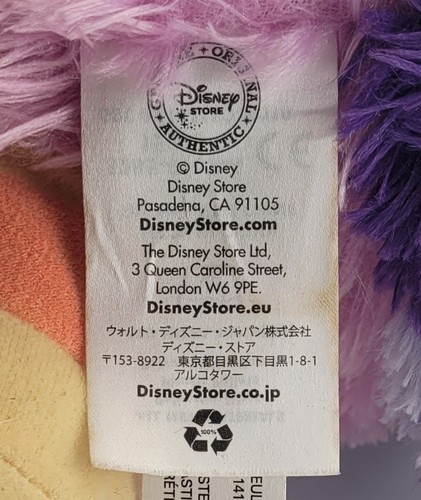 GENUINE • ORIGINAL • AUTHENTIC
Disney
STORE
© Disney
Disney Store
Pasadena, CA 91105
DisneyStore.com
The Disney Store Ltd,
3 Queen Caroline Street,
London W6 9PE.
DisneyStore.eu
ウォルト・ディズニー・ジャパン株式会社
ディズニー・ストア
〒153-8922 東京都目黒区下目黒1-8-1
アルコタワー
DisneyStore.co.jp
100%